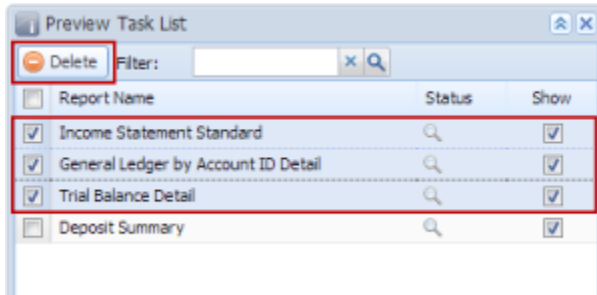 Preview Task List
Delete Filter:
Report Name Status Show
Income Statement Standard
General Ledger by Account ID Detail
Trial Balance Detail
Deposit Summary